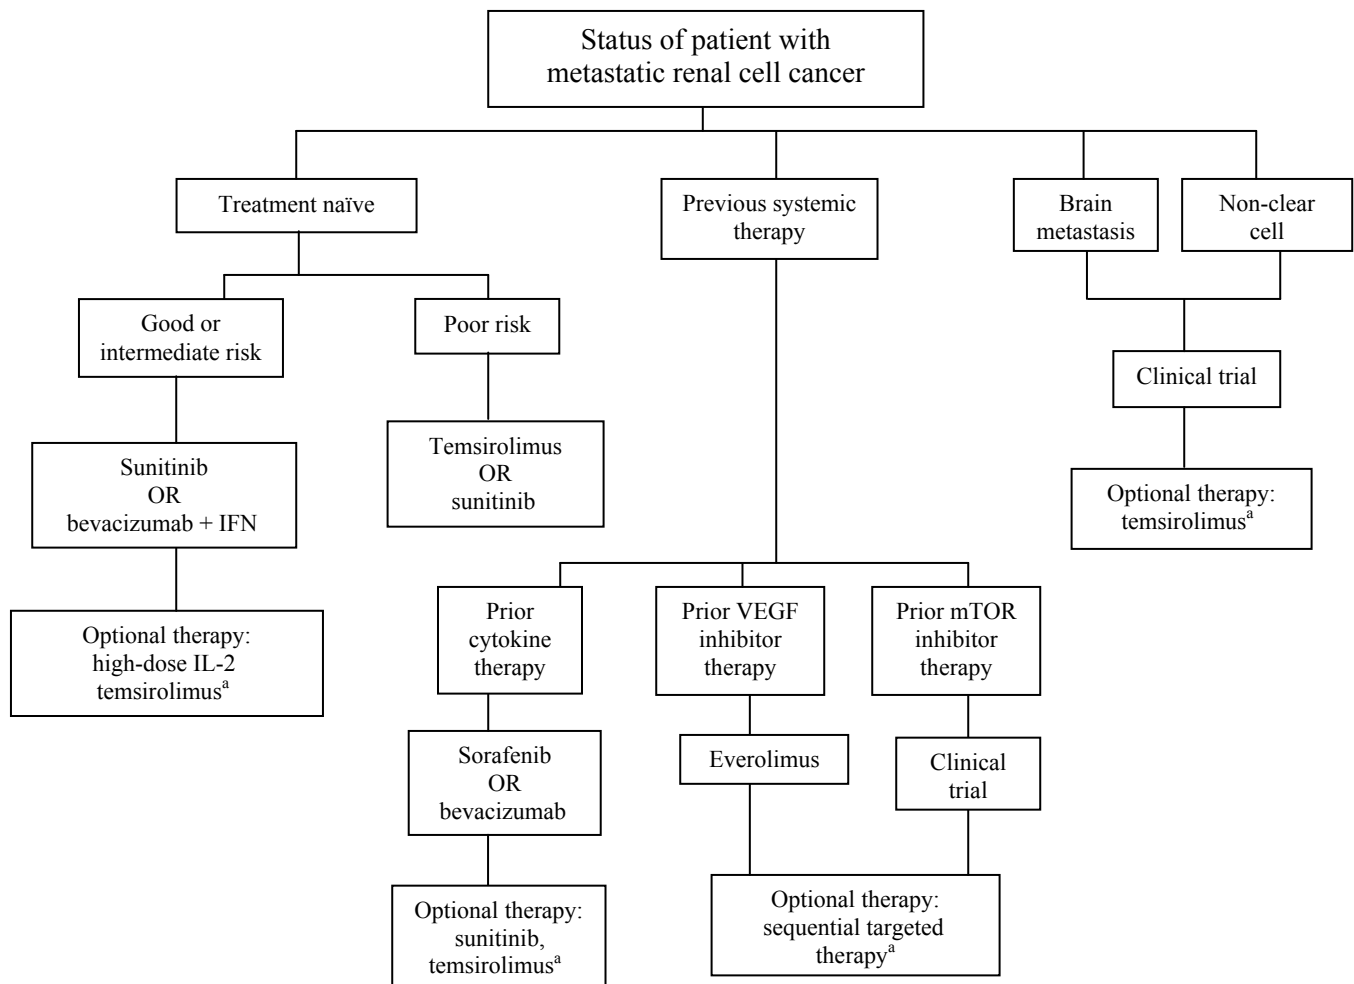 Status of patient with
metastatic renal cell cancer
Treatment naïve
Previous systemic
therapy
Brain
metastasis
Non-clear
cell
Good or
intermediate risk
Poor risk
Clinical trial
Sunitinib
OR
bevacizumab + IFN
Temsirolimus
OR
sunitinib
Optional therapy:
temsirolimusᵃ
Optional therapy:
high-dose IL-2
temsirolimusᵃ
Prior
cytokine
therapy
Prior VEGF
inhibitor
therapy
Prior mTOR
inhibitor
therapy
Sorafenib
OR
bevacizumab
Everolimus
Clinical
trial
Optional therapy:
sunitinib,
temsirolimusᵃ
Optional therapy:
sequential targeted
therapyᵃ